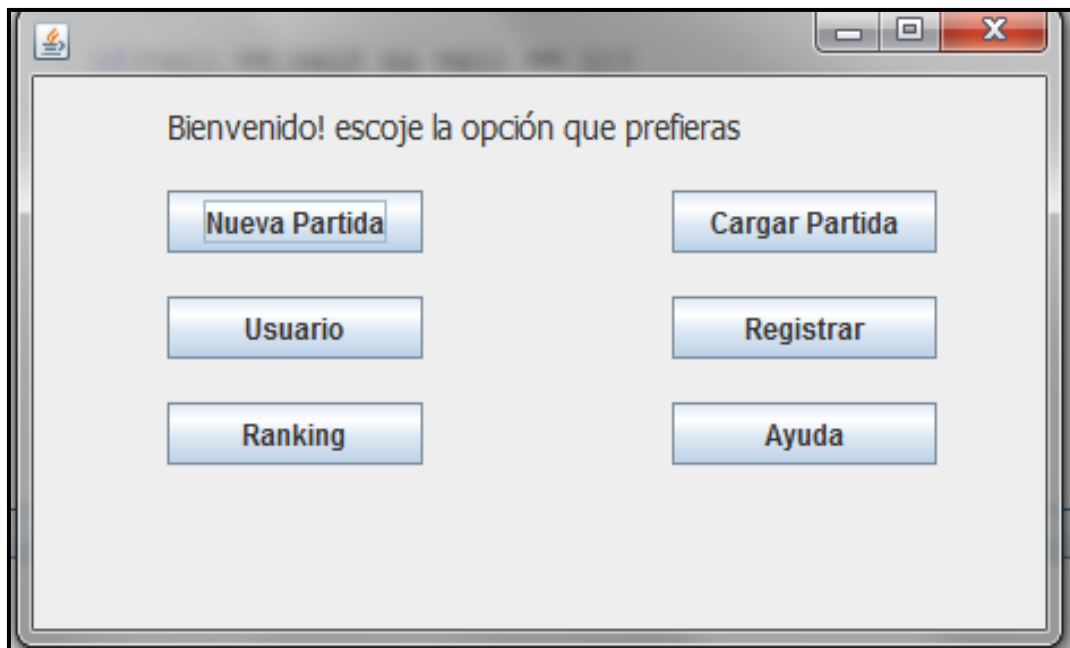 Bienvenido! escoje la opción que prefieras
Nueva Partida
Cargar Partida
Usuario
Registrar
Ranking
Ayuda